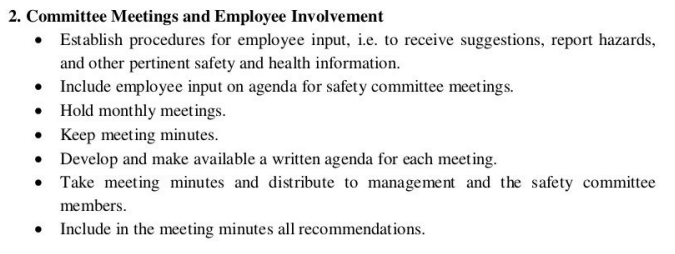 2. Committee Meetings and Employee Involvement
• Establish procedures for employee input, i.e. to receive suggestions, report hazards,
and other pertinent safety and health information.
• Include employee input on agenda for safety committee meetings.
• Hold monthly meetings.
• Keep meeting minutes.
• Develop and make available a written agenda for each meeting.
• Take meeting minutes and distribute to management and the safety committee
members.
• Include in the meeting minutes all recommendations.